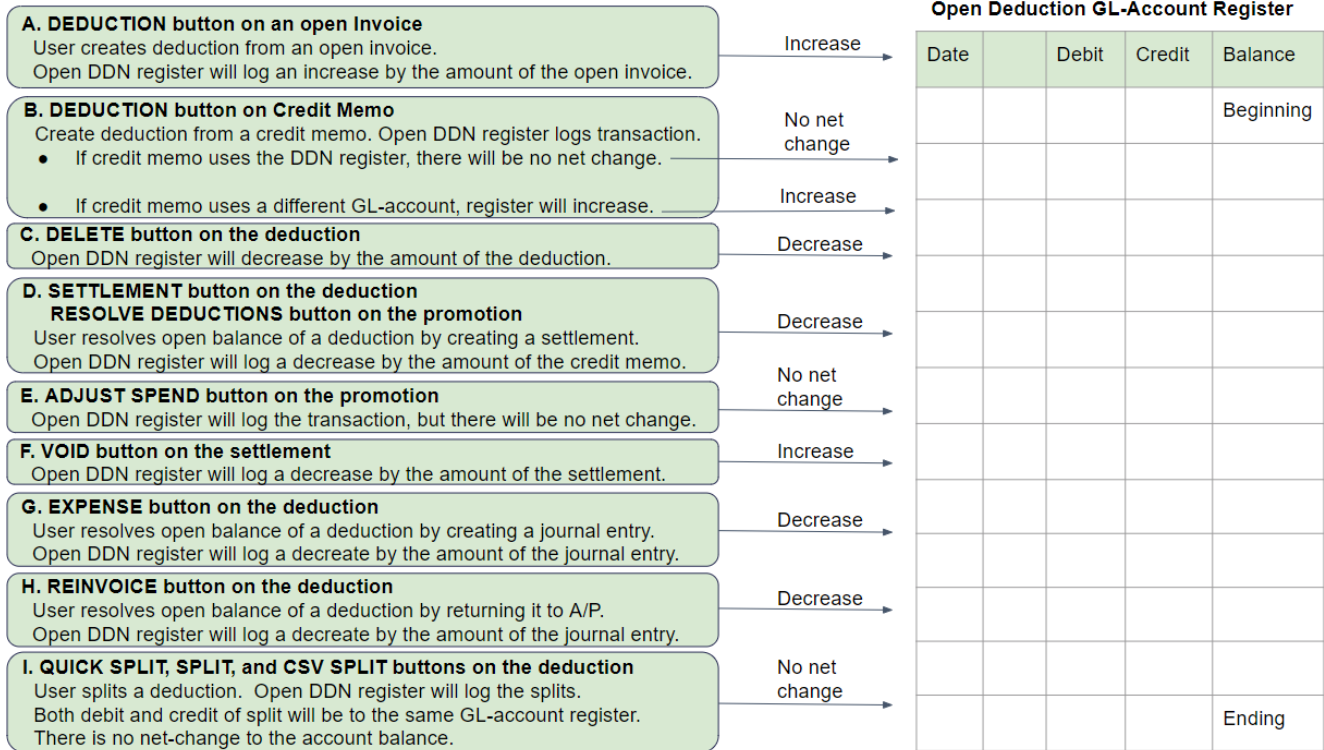 Open Deduction GL-Account Register
A. DEDUCTION button on an open Invoice
User creates deduction from an open invoice.
Open DDN register will log an increase by the amount of the open invoice.
Increase
B. DEDUCTION button on Credit Memo
Create deduction from a credit memo. Open DDN register logs transaction.
● If credit memo uses the DDN register, there will be no net change.
No net
change
● If credit memo uses a different GL-account, register will increase.
Increase
C. DELETE button on the deduction
Open DDN register will decrease by the amount of the deduction.
Decrease
D. SETTLEMENT button on the deduction
RESOLVE DEDUCTIONS button on the promotion
User resolves open balance of a deduction by creating a settlement.
Open DDN register will log a decrease by the amount of the credit memo.
Decrease
E. ADJUST SPEND button on the promotion
Open DDN register will log the transaction, but there will be no net change.
No net
change
F. VOID button on the settlement
Open DDN register will log a decrease by the amount of the settlement.
Increase
G. EXPENSE button on the deduction
User resolves open balance of a deduction by creating a journal entry.
Open DDN register will log a decreate by the amount of the journal entry.
Decrease
H. REINVOICE button on the deduction
User resolves open balance of a deduction by returning it to A/P.
Open DDN register will log a decreate by the amount of the journal entry.
Decrease
I. QUICK SPLIT, SPLIT, and CSV SPLIT buttons on the deduction
User splits a deduction. Open DDN register will log the splits.
Both debit and credit of split will be to the same GL-account register.
There is no net-change to the account balance.
No net
change
Date Debit Credit Balance
Beginning
Ending